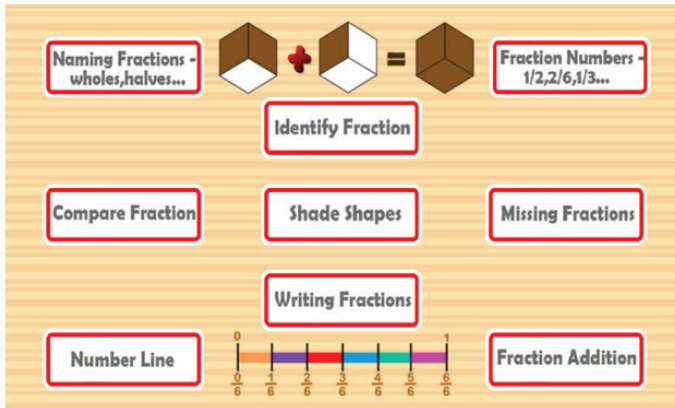 Naming Fractions -
wholes,halves...
+
=
Fraction Numbers -
1/2,2/6,1/3...
Identify Fraction
Compare Fraction
Shade Shapes
Missing Fractions
Writing Fractions
Number Line
0 1
0/6 1/6 2/6 3/6 4/6 5/6 6/6
Fraction Addition